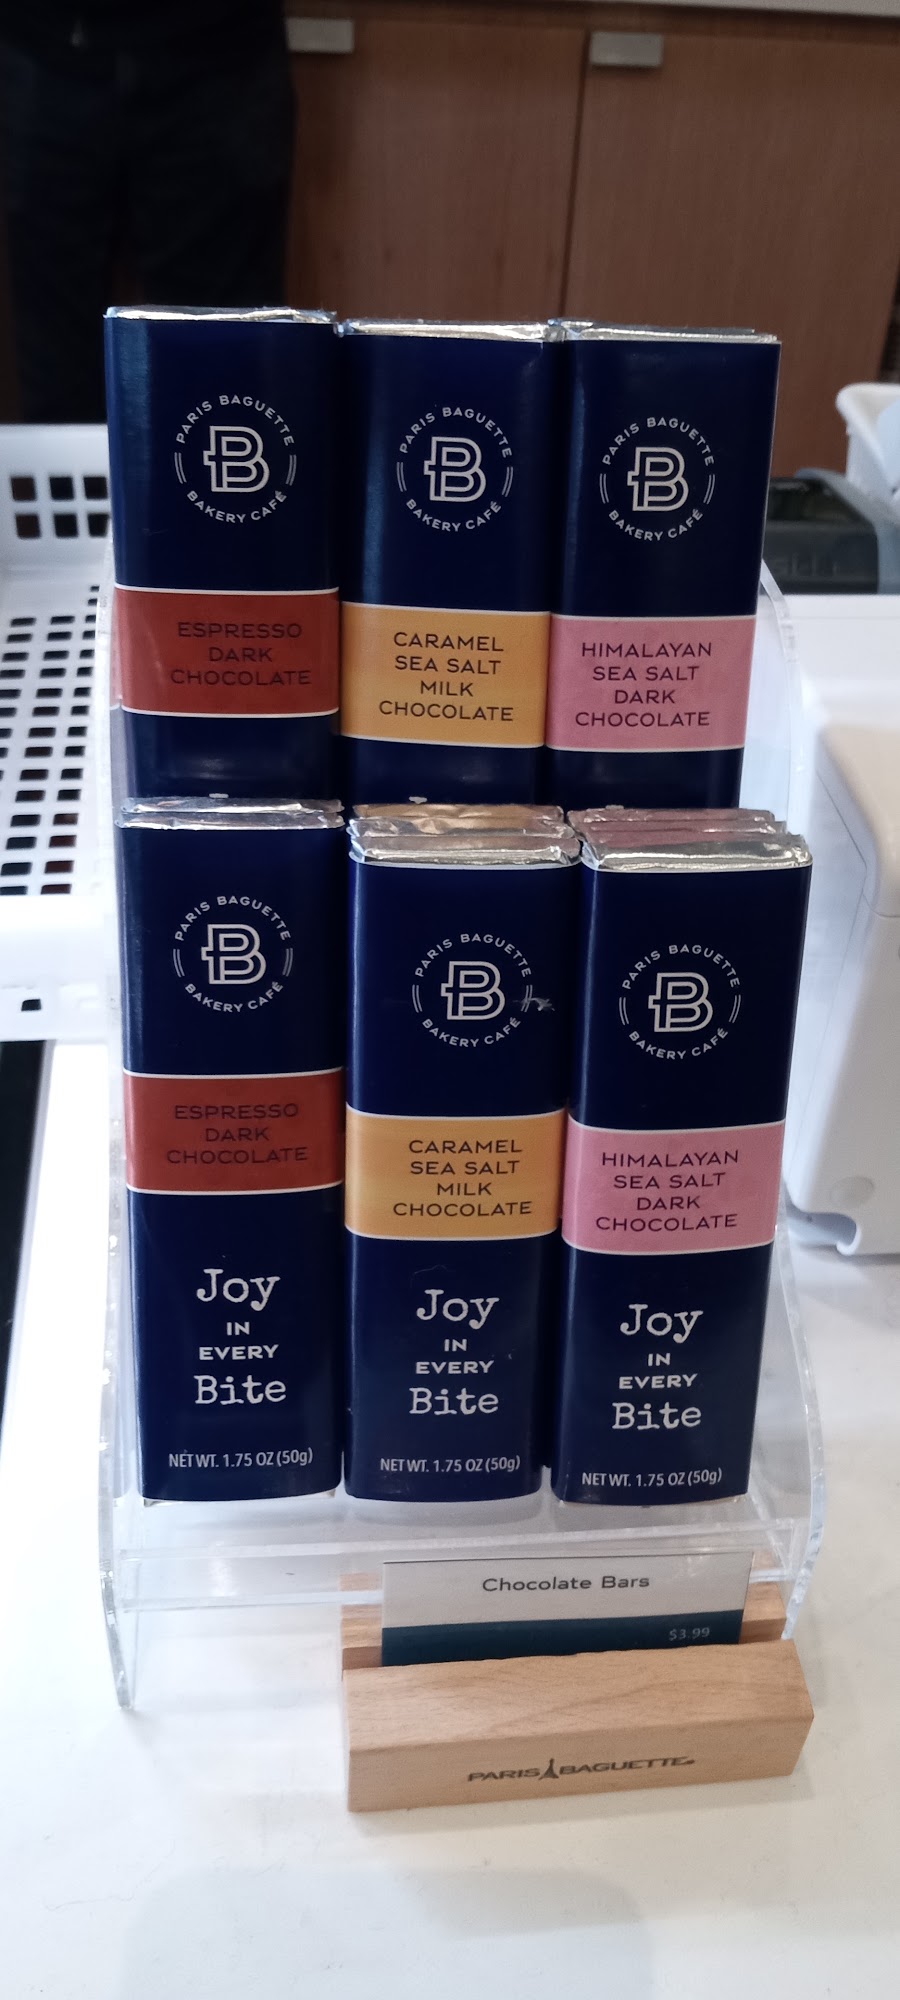 PARIS BAGUETTE
B
BAKERY CAFÉ
ESPRESSO
DARK
CHOCOLATE
PARIS BAGUETTE
B
BAKERY CAFÉ
CARAMEL
SEA SALT
MILK
CHOCOLATE
PARIS BAGUETTE
B
BAKERY CAFÉ
HIMALAYAN
SEA SALT
DARK
CHOCOLATE
PARIS BAGUETTE
B
BAKERY CAFÉ
ESPRESSO
DARK
CHOCOLATE
Joy
IN
EVERY
Bite
NET WT. 1.75 OZ (50g)
PARIS BAGUETTE
B
BAKERY CAFÉ
CARAMEL
SEA SALT
MILK
CHOCOLATE
Joy
IN
EVERY
Bite
NET WT. 1.75 OZ (50g)
PARIS BAGUETTE
B
BAKERY CAFÉ
HIMALAYAN
SEA SALT
DARK
CHOCOLATE
Joy
IN
EVERY
Bite
NET WT. 1.75 OZ (50g)
Chocolate Bars
$3.99
PARIS BAGUETTE